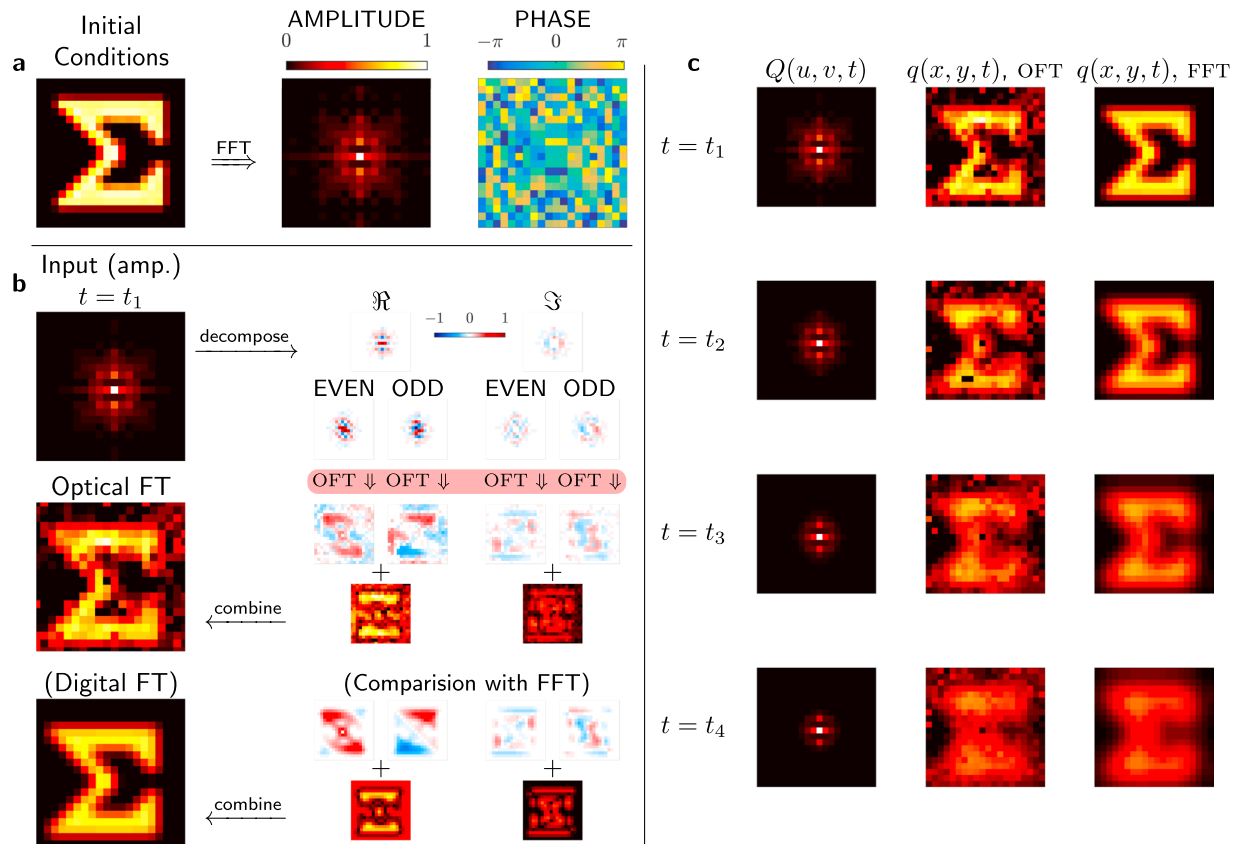 a
Initial
Conditions
FFT
AMPLITUDE
0 1
PHASE
−π 0 π
b
Input (amp.)
t = t₁
decompose
ℜ
−1 0 1
ℑ
EVEN ODD EVEN ODD
OFT ⇓ OFT ⇓ OFT ⇓ OFT ⇓
Optical FT
+ +
combine
(Digital FT)
(Comparision with FFT)
+ +
combine
c
Q(u, v, t) q(x, y, t), OFT q(x, y, t), FFT
t = t₁
t = t₂
t = t₃
t = t₄